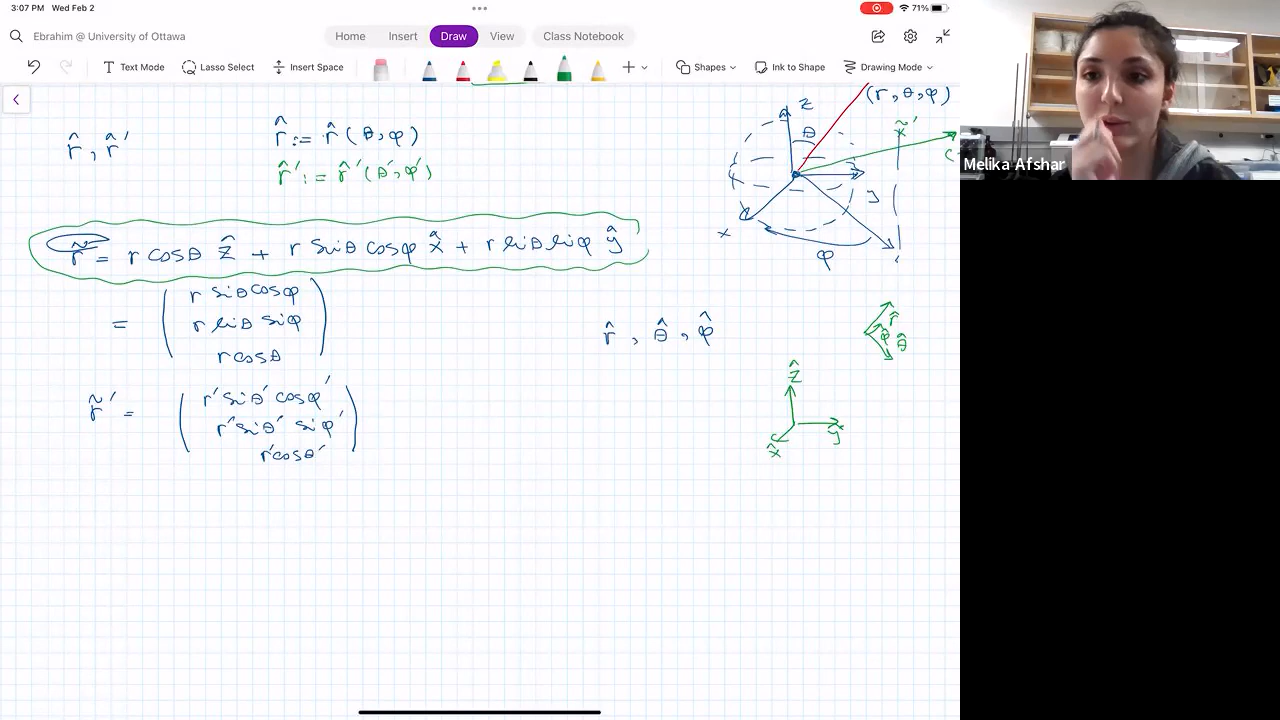 3:07 PM Wed Feb 2
71%
Ebrahim @ University of Ottawa
Home Insert Draw View Class Notebook
Text Mode Lasso Select Insert Space Shapes Ink to Shape Drawing Mode
Melika Afshar
(r, θ, φ)
z
θ
y
x
φ
r̂, r̂′
r̂ := r̂(θ, φ)
r̂′ := r̂′(θ′, φ′)
r̃ = r cosθ ẑ + r sinθ cosφ x̂ + r sinθ sinφ ŷ
= ( r sinθ cosφ
r sinθ sinφ
r cosθ )
r̂, θ̂, φ̂
r̂
φ̂
θ̂
ẑ
ŷ
x̂
r̃′ = ( r′ sinθ′ cosφ′
r′ sinθ′ sinφ′
r′ cosθ′ )